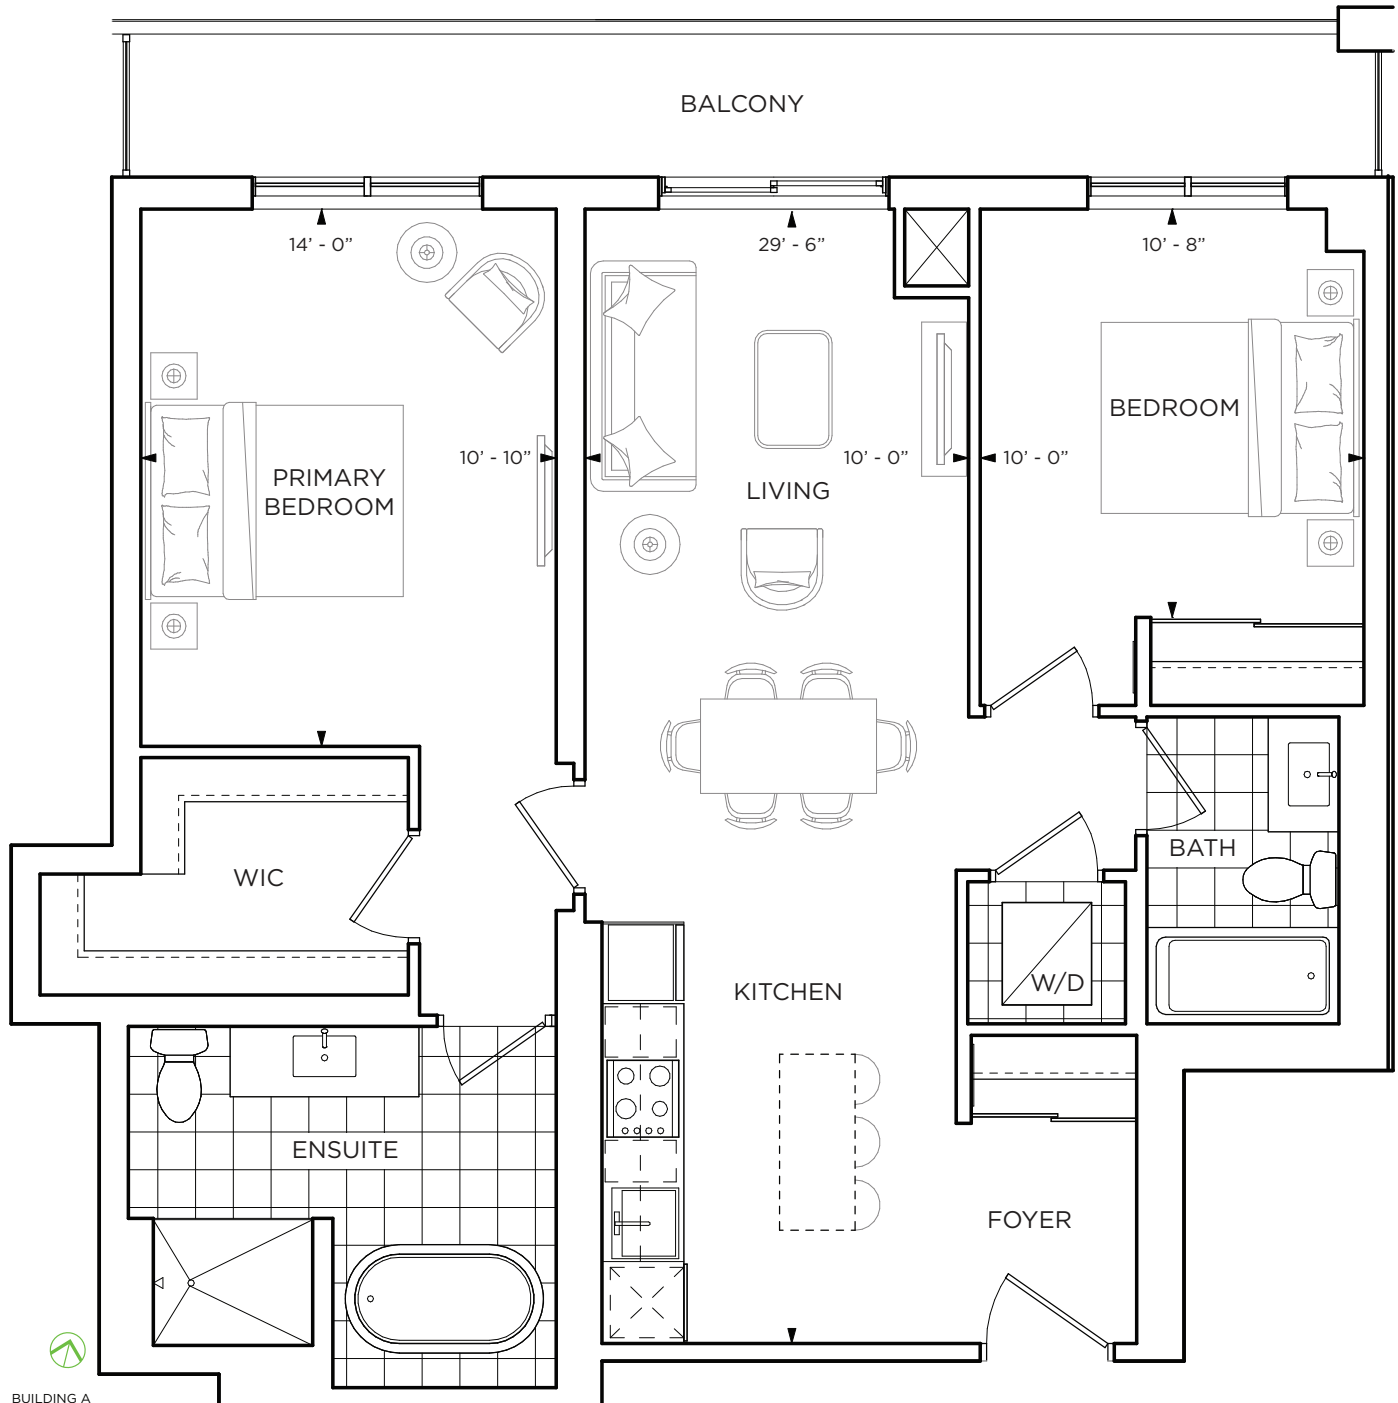 BALCONY
14' - 0”
29' - 6”
10' - 8”
BEDROOM
10' - 10”
10' - 0”
10' - 0”
PRIMARY
BEDROOM
LIVING
BATH
WIC
KITCHEN
W/D
ENSUITE
FOYER
BUILDING A